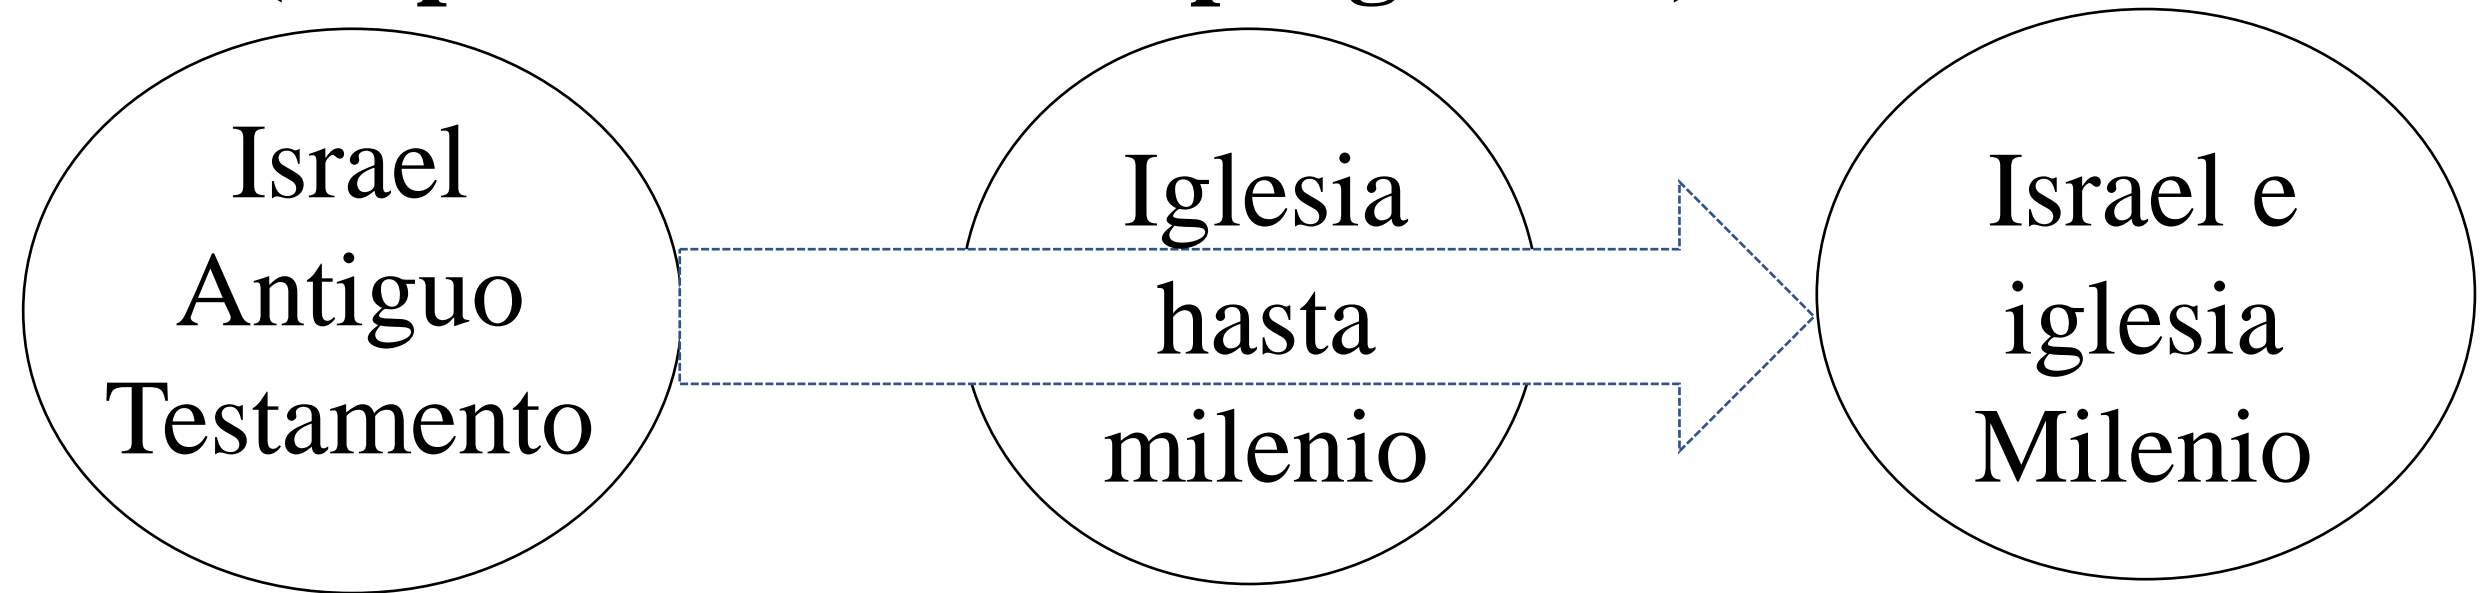 Israel
Antiguo
Testamento
Iglesia
hasta
milenio
Israel e
iglesia
Milenio